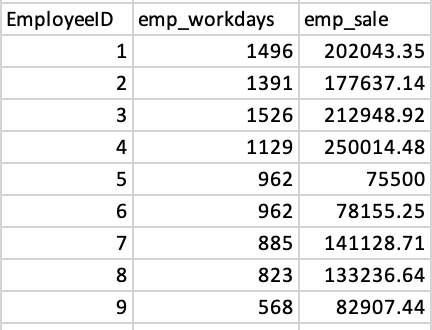 EmployeeID emp_workdays emp_sale
1 1496 202043.35
2 1391 177637.14
3 1526 212948.92
4 1129 250014.48
5 962 75500
6 962 78155.25
7 885 141128.71
8 823 133236.64
9 568 82907.44